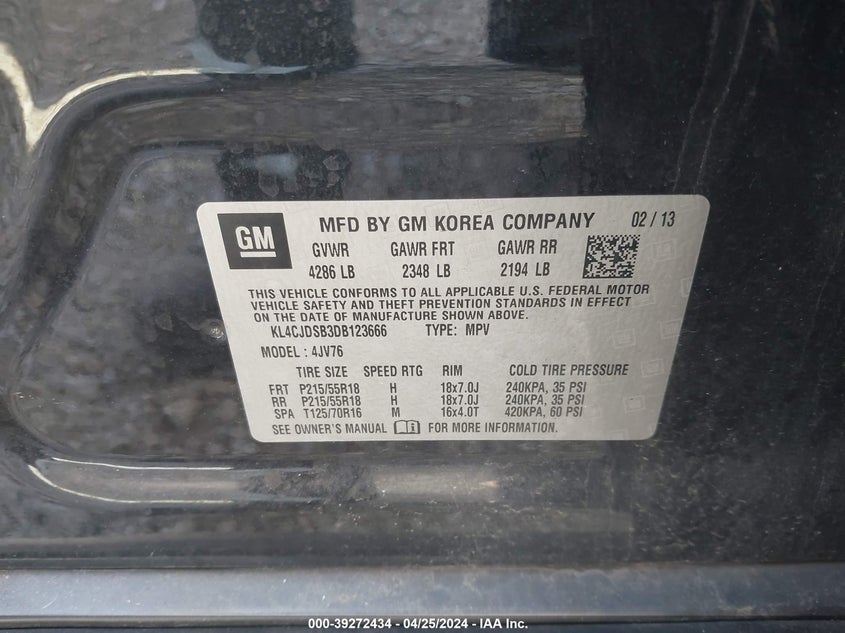 GM
MFD BY GM KOREA COMPANY 02 / 13
GVWR GAWR FRT GAWR RR
4286 LB 2348 LB 2194 LB
THIS VEHICLE CONFORMS TO ALL APPLICABLE U.S. FEDERAL MOTOR
VEHICLE SAFETY AND THEFT PREVENTION STANDARDS IN EFFECT
ON THE DATE OF MANUFACTURE SHOWN ABOVE.
KL4CJDSB3DB123666 TYPE: MPV
MODEL : 4JV76
TIRE SIZE SPEED RTG RIM COLD TIRE PRESSURE
FRT P215/55R18 H 18x7.0J 240KPA, 35 PSI
RR P215/55R18 H 18x7.0J 240KPA, 35 PSI
SPA T125/70R16 M 16x4.0T 420KPA, 60 PSI
SEE OWNER'S MANUAL FOR MORE INFORMATION.
000-39272434 - 04/25/2024 - IAA Inc.